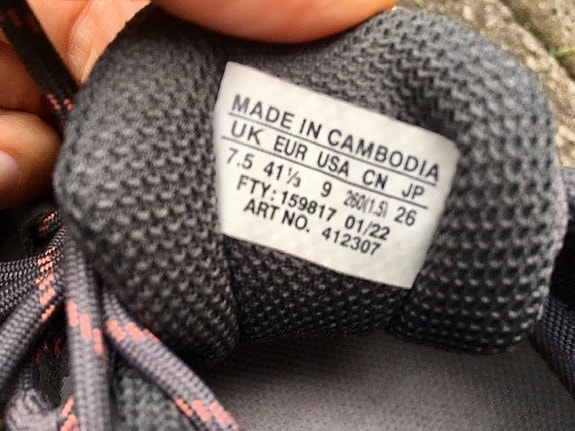 MADE IN CAMBODIA
UK EUR USA CN JP
7.5 41⅓ 9 260(1.5) 26
FTY: 159817 01/22
ART NO. 412307